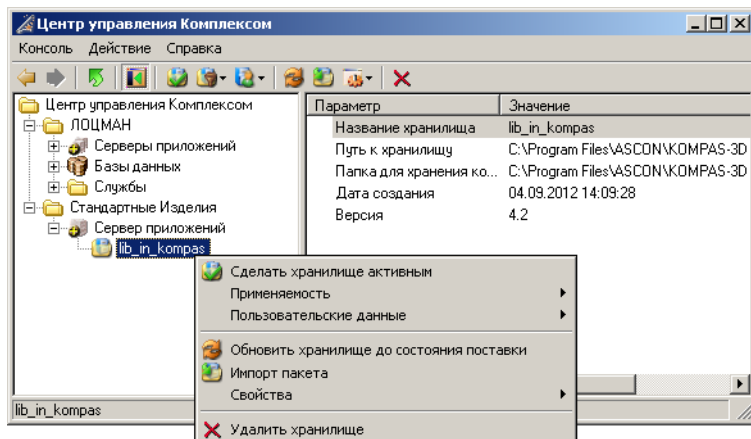 Центр управления Комплексом
Консоль Действие Справка
Центр управления Комплексом
ЛОЦМАН
Серверы приложений
Базы данных
Службы
Стандартные Изделия
Сервер приложений
lib_in_kompas
Параметр Значение
Название хранилища lib_in_kompas
Путь к хранилищу C:\Program Files\ASCON\KOMPAS-3D
Папка для хранения ко... C:\Program Files\ASCON\KOMPAS-3D
Дата создания 04.09.2012 14:09:28
Версия 4.2
Сделать хранилище активным
Применяемость
Пользовательские данные
Обновить хранилище до состояния поставки
Импорт пакета
Свойства
Удалить хранилище
lib_in_kompas